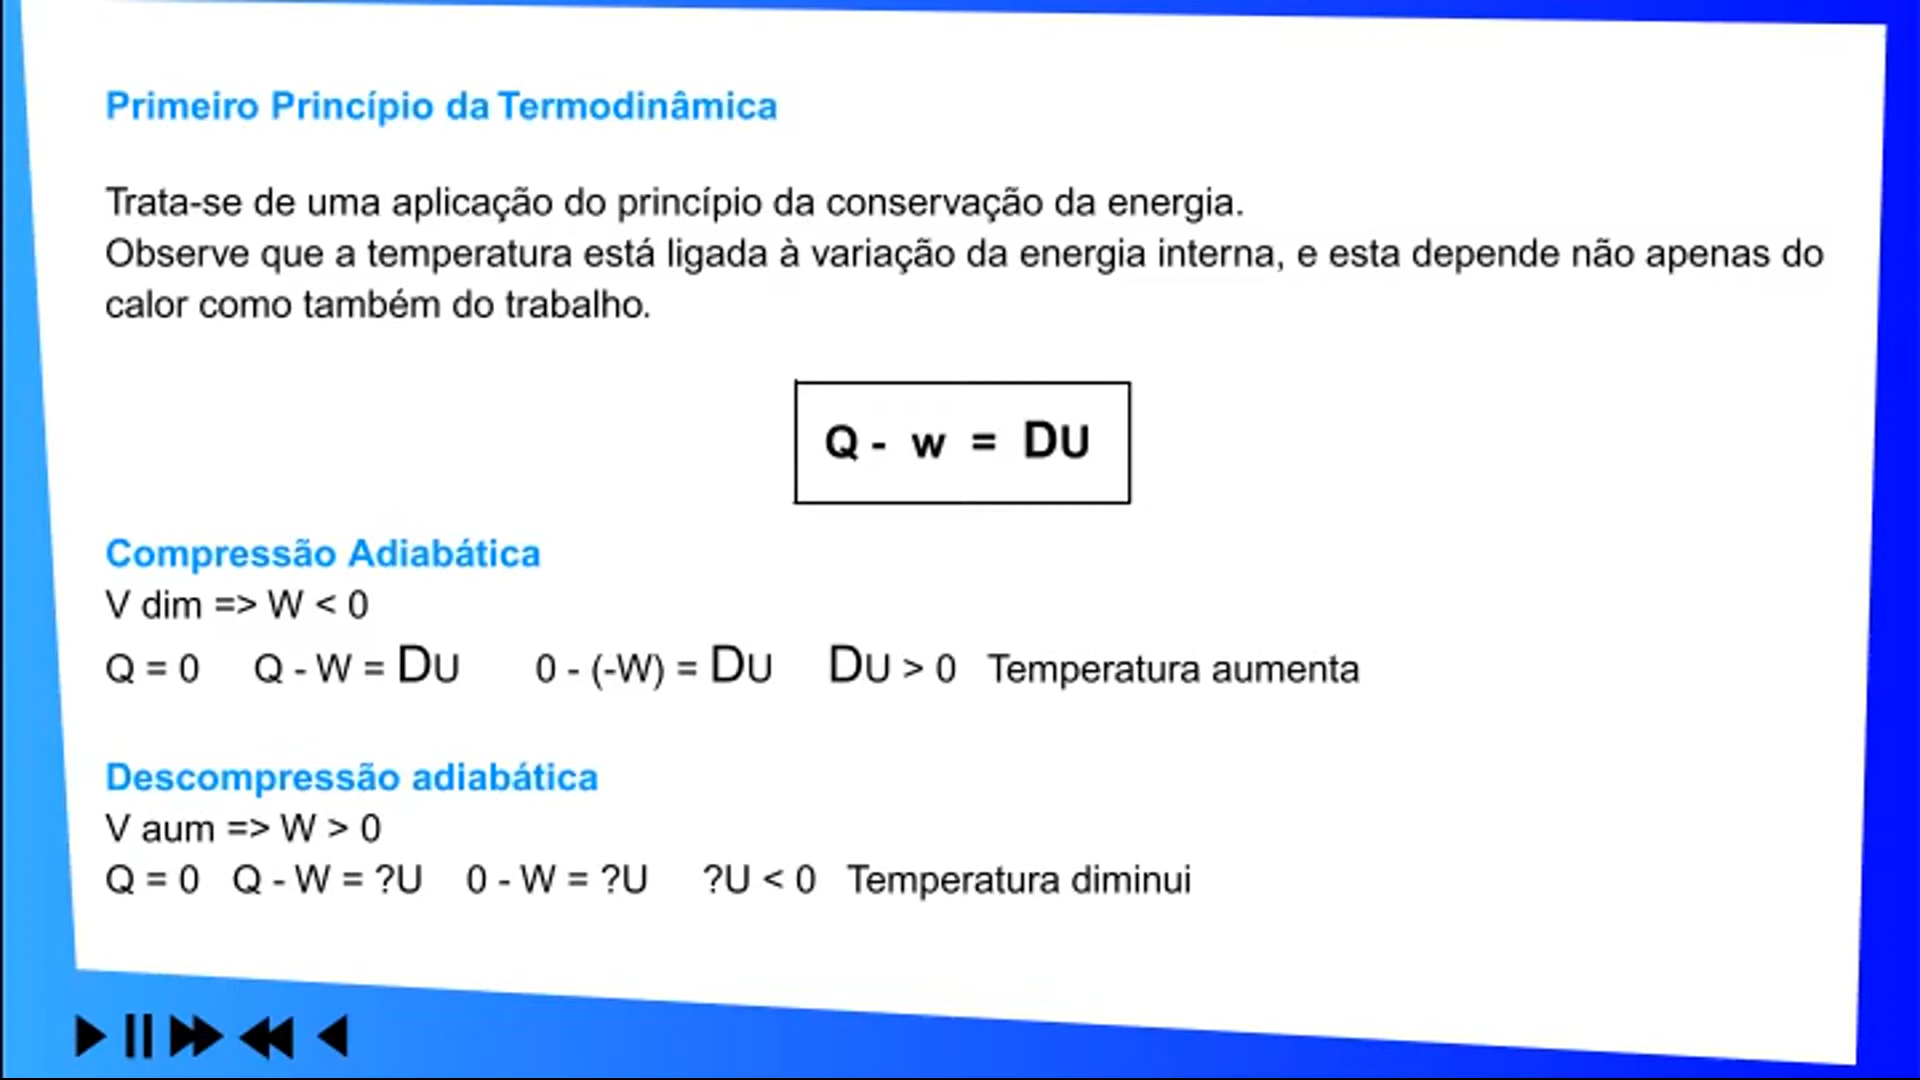 Primeiro Princípio da Termodinâmica
Trata-se de uma aplicação do princípio da conservação da energia.
Observe que a temperatura está ligada à variação da energia interna, e esta depende não apenas do
calor como também do trabalho.
Q - w = DU
Compressão Adiabática
V dim => W < 0
Q = 0 Q - W = DU 0 - (-W) = DU DU > 0 Temperatura aumenta
Descompressão adiabática
V aum => W > 0
Q = 0 Q - W = ?U 0 - W = ?U ?U < 0 Temperatura diminui